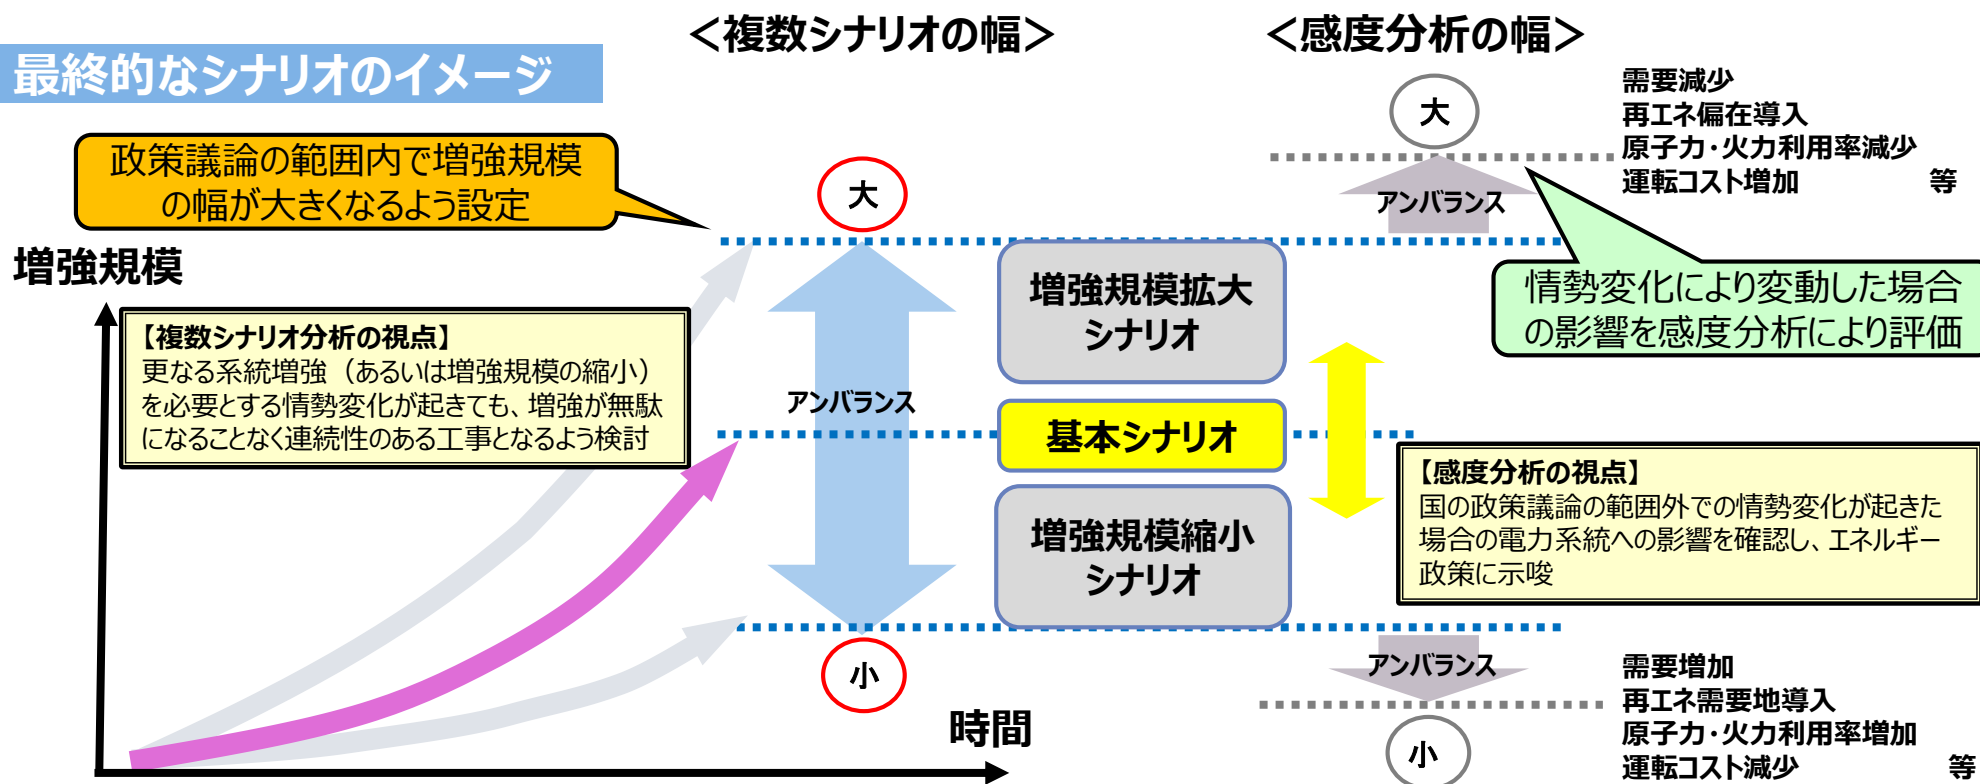 最終的なシナリオのイメージ
＜複数シナリオの幅＞
＜感度分析の幅＞
政策議論の範囲内で増強規模
の幅が大きくなるよう設定
大
大
需要減少
再エネ偏在導入
原子力・火力利用率減少
運転コスト増加 等
アンバランス
増強規模
【複数シナリオ分析の視点】
更なる系統増強（あるいは増強規模の縮小）
を必要とする情勢変化が起きても、増強が無駄
になることなく連続性のある工事となるよう検討
アンバランス
増強規模拡大
シナリオ
基本シナリオ
増強規模縮小
シナリオ
情勢変化により変動した場合
の影響を感度分析により評価
【感度分析の視点】
国の政策議論の範囲外での情勢変化が起きた
場合の電力系統への影響を確認し、エネルギー
政策に示唆
小
時間
アンバランス
小
需要増加
再エネ需要地導入
原子力・火力利用率増加
運転コスト減少 等